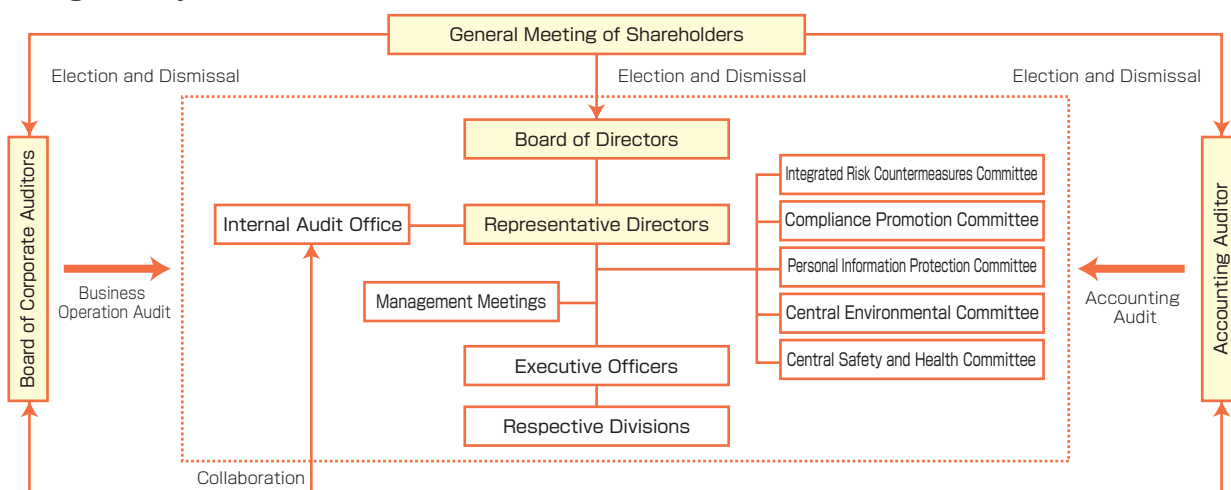 General Meeting of Shareholders
Election and Dismissal
Election and Dismissal
Election and Dismissal
Board of Directors
Integrated Risk Countermeasures Committee
Internal Audit Office
Representative Directors
Compliance Promotion Committee
Board of Corporate Auditors
Accounting Auditor
Personal Information Protection Committee
Business
Operation Audit
Management Meetings
Central Environmental Committee
Accounting
Audit
Executive Officers
Central Safety and Health Committee
Respective Divisions
Collaboration